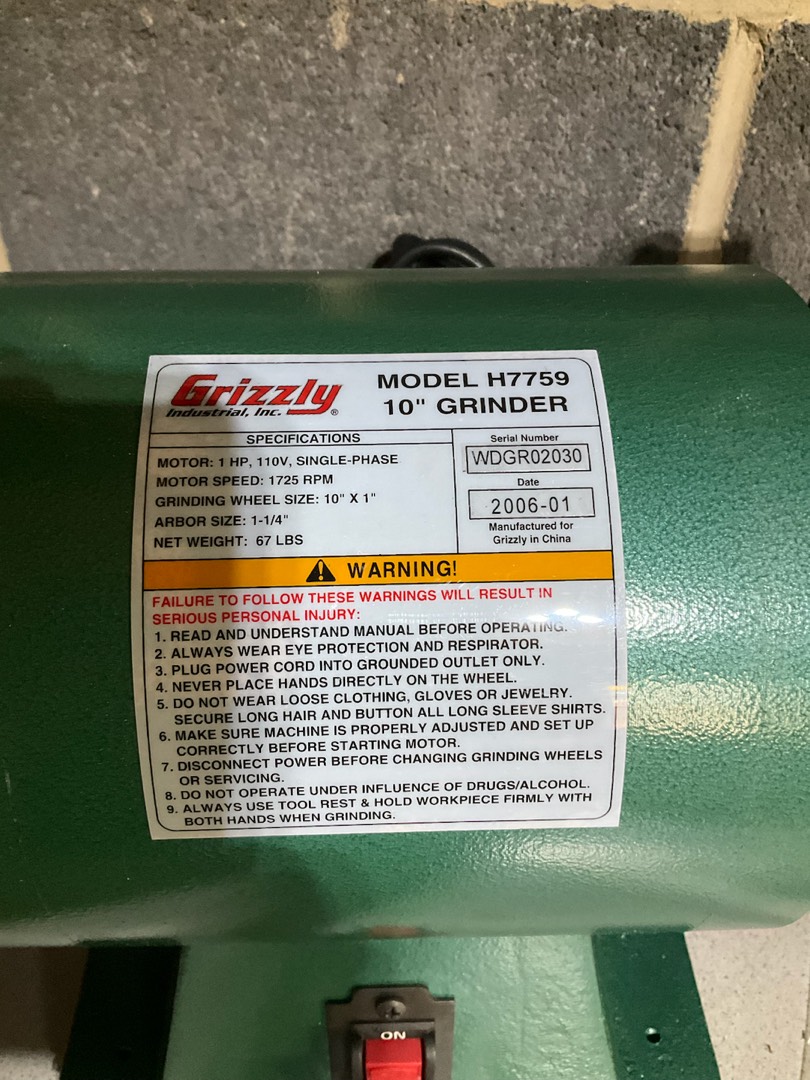 Grizzly
Industrial, Inc. ®
MODEL H7759
10" GRINDER
SPECIFICATIONS
MOTOR: 1 HP, 110V, SINGLE-PHASE
MOTOR SPEED: 1725 RPM
GRINDING WHEEL SIZE: 10" X 1"
ARBOR SIZE: 1-1/4"
NET WEIGHT: 67 LBS
Serial Number
WDGR02030
Date
2006-01
Manufactured for
Grizzly in China
WARNING!
FAILURE TO FOLLOW THESE WARNINGS WILL RESULT IN
SERIOUS PERSONAL INJURY:
1. READ AND UNDERSTAND MANUAL BEFORE OPERATING.
2. ALWAYS WEAR EYE PROTECTION AND RESPIRATOR.
3. PLUG POWER CORD INTO GROUNDED OUTLET ONLY.
4. NEVER PLACE HANDS DIRECTLY ON THE WHEEL.
5. DO NOT WEAR LOOSE CLOTHING, GLOVES OR JEWELRY.
SECURE LONG HAIR AND BUTTON ALL LONG SLEEVE SHIRTS.
6. MAKE SURE MACHINE IS PROPERLY ADJUSTED AND SET UP
CORRECTLY BEFORE STARTING MOTOR.
7. DISCONNECT POWER BEFORE CHANGING GRINDING WHEELS
OR SERVICING.
8. DO NOT OPERATE UNDER INFLUENCE OF DRUGS/ALCOHOL.
9. ALWAYS USE TOOL REST & HOLD WORKPIECE FIRMLY WITH
BOTH HANDS WHEN GRINDING.
ON